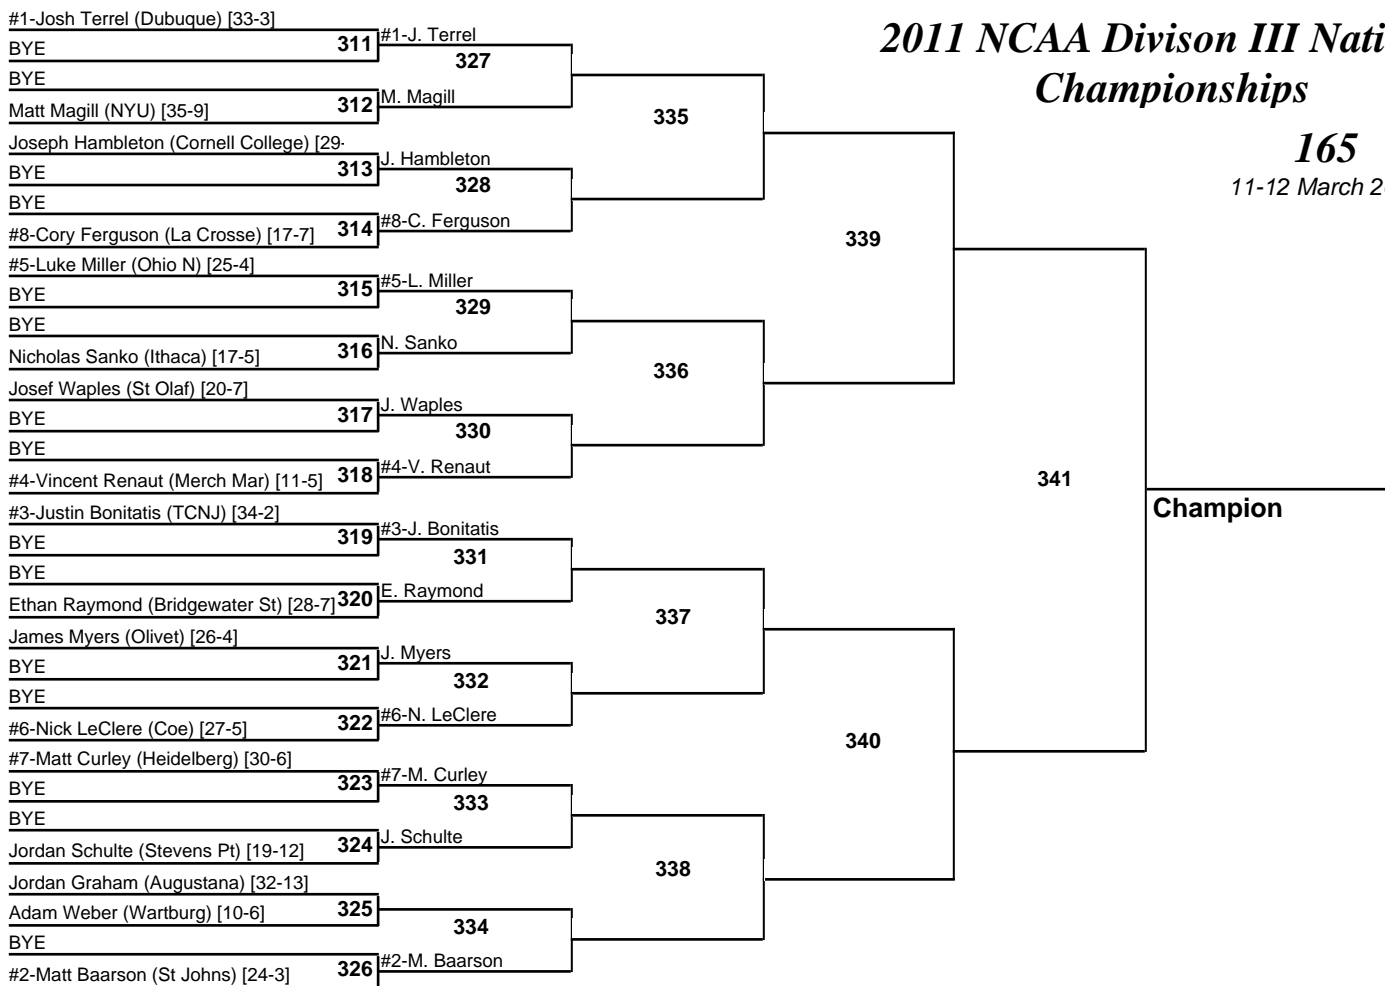 2011 NCAA Divison III Nati
Championships
165
11-12 March 2
#1-Josh Terrel (Dubuque) [33-3]
BYE
311
#1-J. Terrel
327
BYE
Matt Magill (NYU) [35-9]
312
M. Magill
335
Joseph Hambleton (Cornell College) [29-
BYE
313
J. Hambleton
328
BYE
#8-Cory Ferguson (La Crosse) [17-7]
314
#8-C. Ferguson
339
#5-Luke Miller (Ohio N) [25-4]
BYE
315
#5-L. Miller
329
BYE
Nicholas Sanko (Ithaca) [17-5]
316
N. Sanko
336
Josef Waples (St Olaf) [20-7]
BYE
317
J. Waples
330
BYE
#4-Vincent Renaut (Merch Mar) [11-5]
318
#4-V. Renaut
341
Champion
#3-Justin Bonitatis (TCNJ) [34-2]
BYE
319
#3-J. Bonitatis
331
BYE
Ethan Raymond (Bridgewater St) [28-7]
320
E. Raymond
337
James Myers (Olivet) [26-4]
BYE
321
J. Myers
332
BYE
#6-Nick LeClere (Coe) [27-5]
322
#6-N. LeClere
340
#7-Matt Curley (Heidelberg) [30-6]
BYE
323
#7-M. Curley
333
BYE
Jordan Schulte (Stevens Pt) [19-12]
324
J. Schulte
338
Jordan Graham (Augustana) [32-13]
Adam Weber (Wartburg) [10-6]
325
334
BYE
#2-Matt Baarson (St Johns) [24-3]
326
#2-M. Baarson